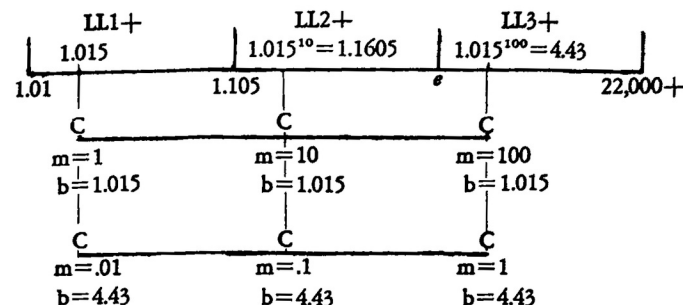 LL1+ LL2+ LL3+
1.015 1.015¹⁰=1.1605 1.015¹⁰⁰=4.43
1.01 1.105 e 22,000+
C C C
m=1 m=10 m=100
b=1.015 b=1.015 b=1.015
C C C
m=.01 m=.1 m=1
b=4.43 b=4.43 b=4.43